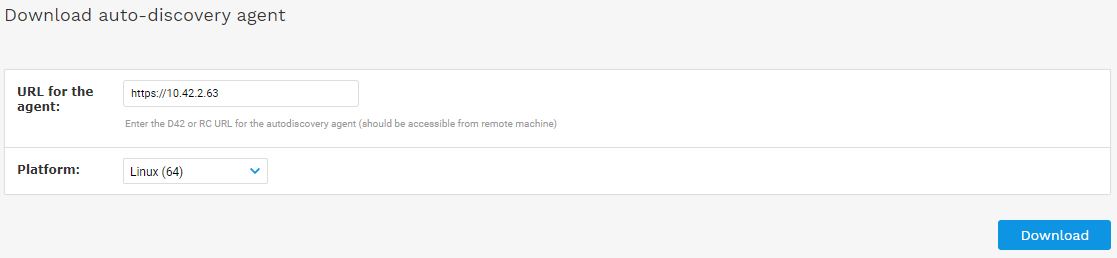 Download auto-discovery agent
URL for the
agent:
https://10.42.2.63
Enter the D42 or RC URL for the autodiscovery agent (should be accessible from remote machine)
Platform:
Linux (64)
Download